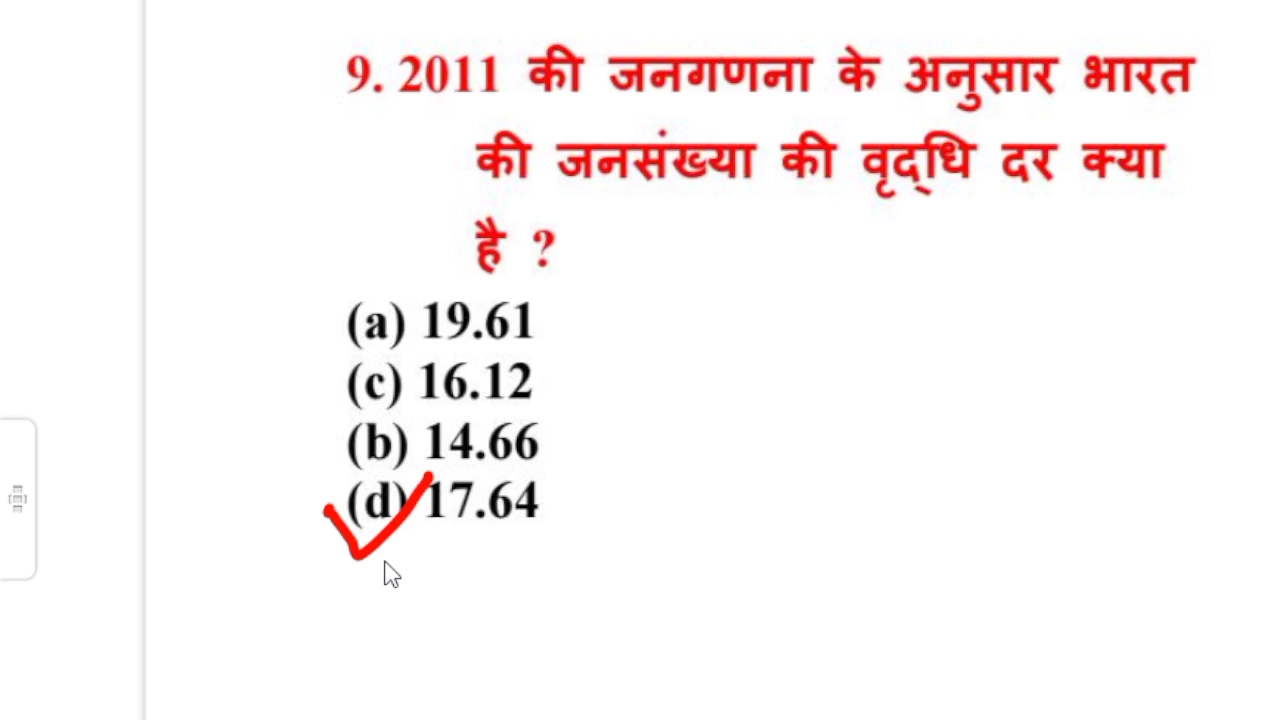 9. 2011 की जनगणना के अनुसार भारत
की जनसंख्या की वृद्धि दर क्या
है ?
(a) 19.61
(c) 16.12
(b) 14.66
(d) 17.64